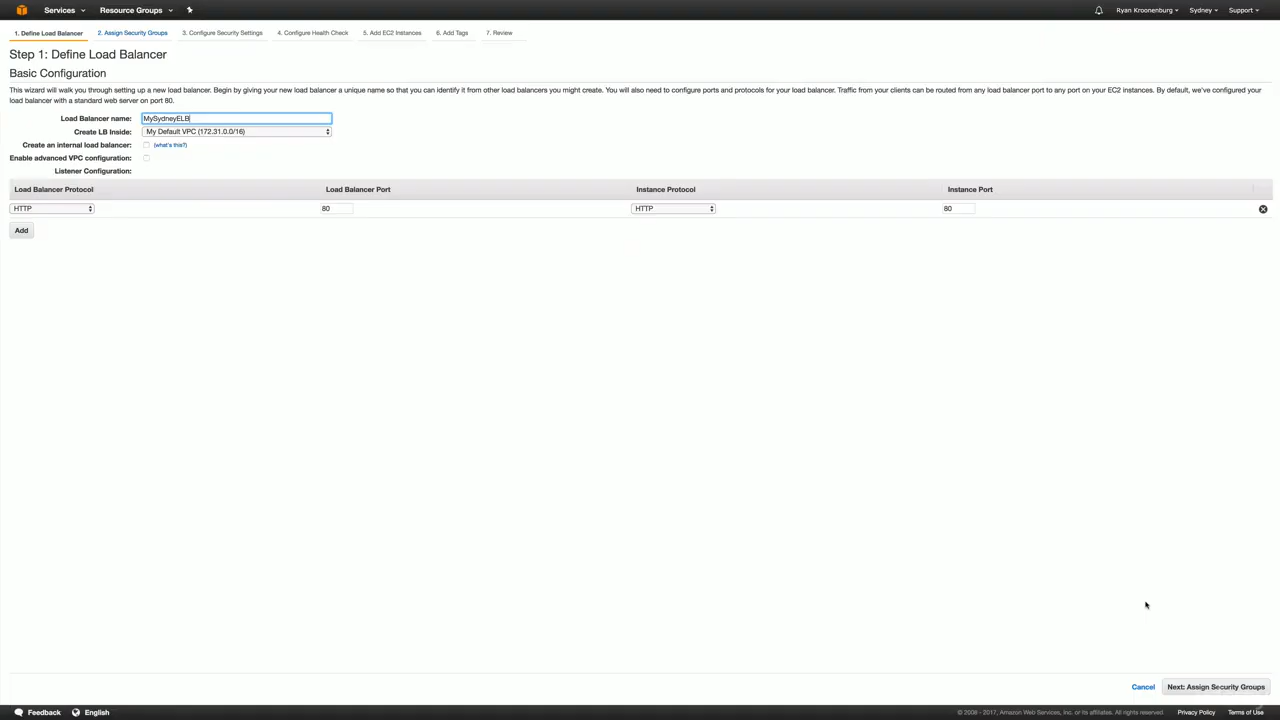 Services Resource Groups Ryan Kroonenburg Sydney Support
1. Define Load Balancer 2. Assign Security Groups 3. Configure Security Settings 4. Configure Health Check 5. Add EC2 Instances 6. Add Tags 7. Review
Step 1: Define Load Balancer
Basic Configuration
This wizard will walk you through setting up a new load balancer. Begin by giving your new load balancer a unique name so that you can identify it from other load balancers you might create. You will also need to configure ports and protocols for your load balancer. Traffic from your clients can be routed from any load balancer port to any port on your EC2 instances. By default, we've configured your
load balancer with a standard web server on port 80.
Load Balancer name: MySydneyELB
Create LB Inside: My Default VPC (172.31.0.0/16)
Create an internal load balancer: (what's this?)
Enable advanced VPC configuration:
Listener Configuration:
Load Balancer Protocol Load Balancer Port Instance Protocol Instance Port
HTTP 80 HTTP 80
Add
Cancel Next: Assign Security Groups
Feedback English © 2008 - 2017, Amazon Web Services, Inc. or its affiliates. All rights reserved. Privacy Policy Terms of Use